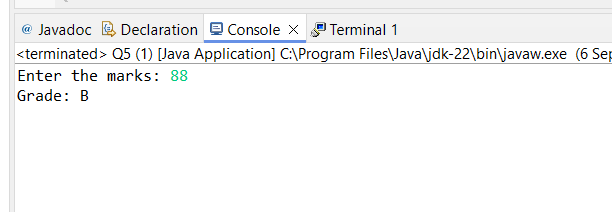 @ Javadoc Declaration Console × Terminal 1
<terminated> Q5 (1) [Java Application] C:\Program Files\Java\jdk-22\bin\javaw.exe (6 Sep
Enter the marks: 88
Grade: B